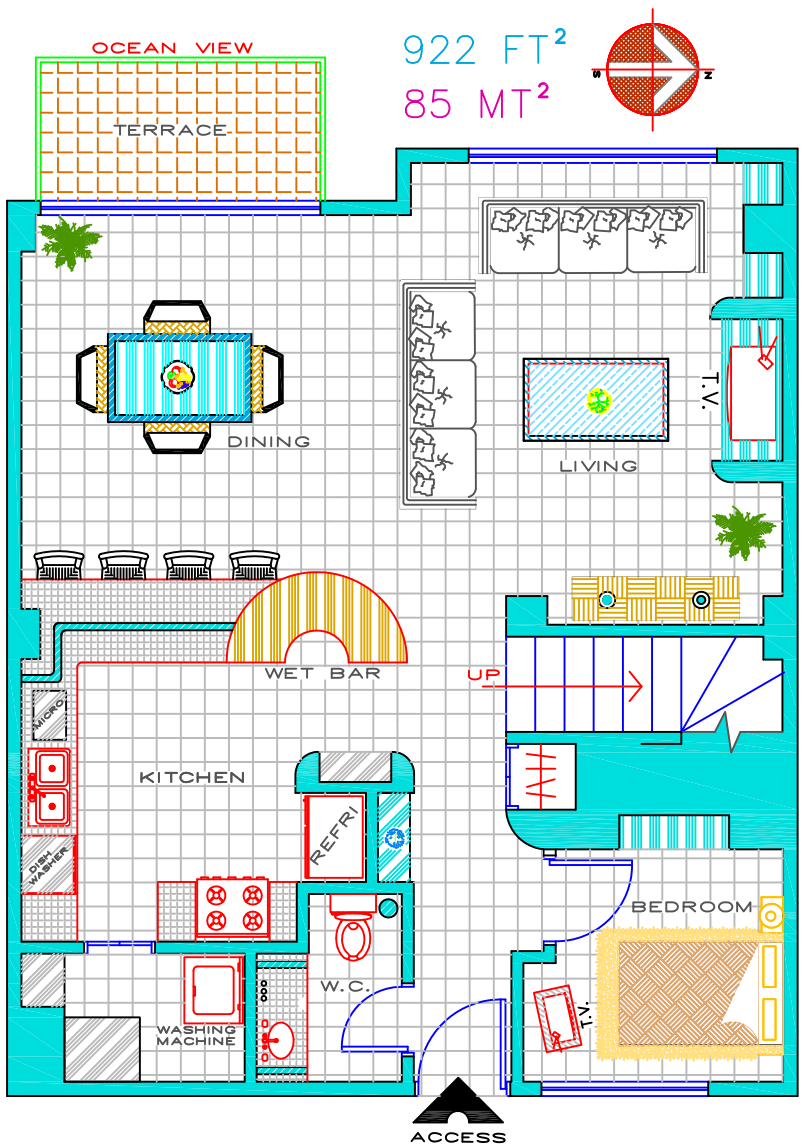 OCEAN VIEW
922 FT²
85 MT²
S
N
TERRACE
DINING
T.V.
LIVING
WET BAR
UP
MICRO
KITCHEN
REFRI
DISH
WASHER
BEDROOM
W.C.
T.V.
WASHING
MACHINE
ACCESS